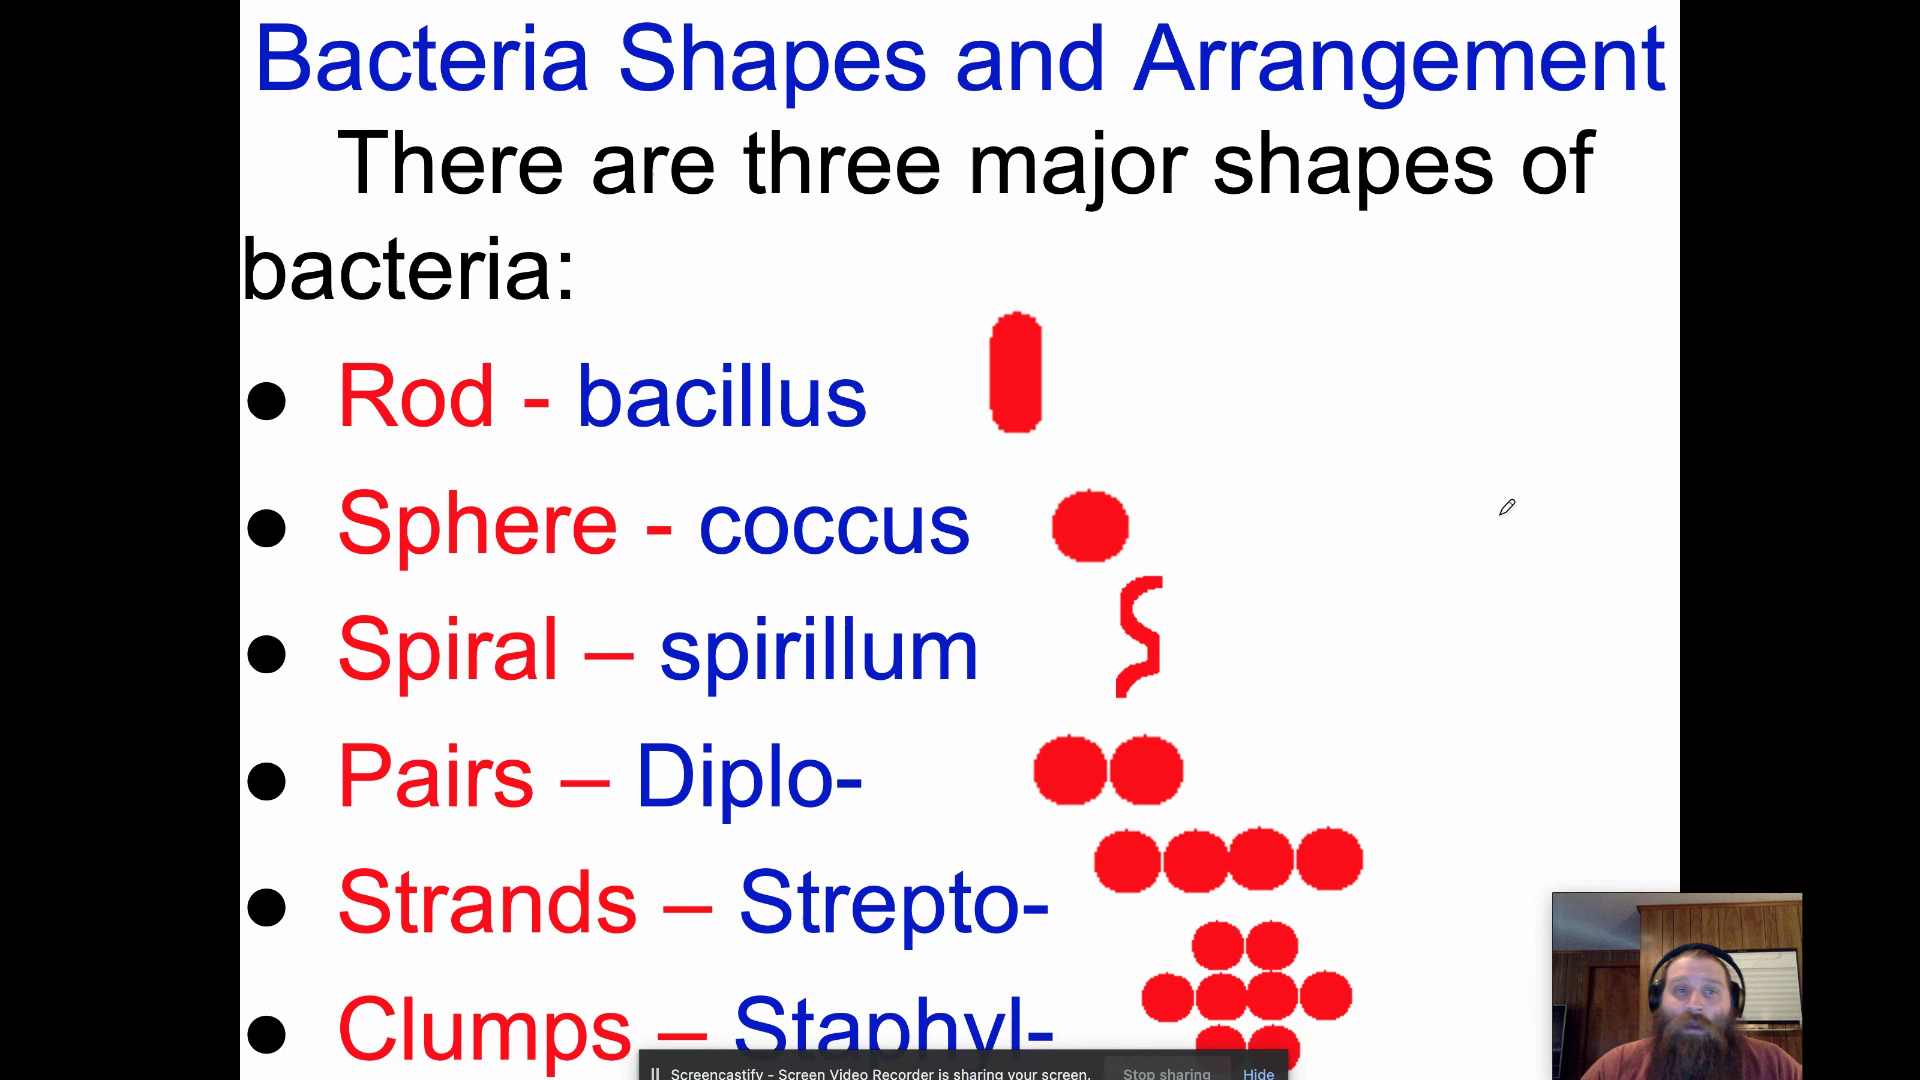 Bacteria Shapes and Arrangement
There are three major shapes of
bacteria:
● Rod - bacillus
● Sphere - coccus
● Spiral – spirillum
● Pairs – Diplo-
● Strands – Strepto-
● Clumps – Staphyl-
Screencastify - Screen Video Recorder is sharing your screen. Stop sharing Hide